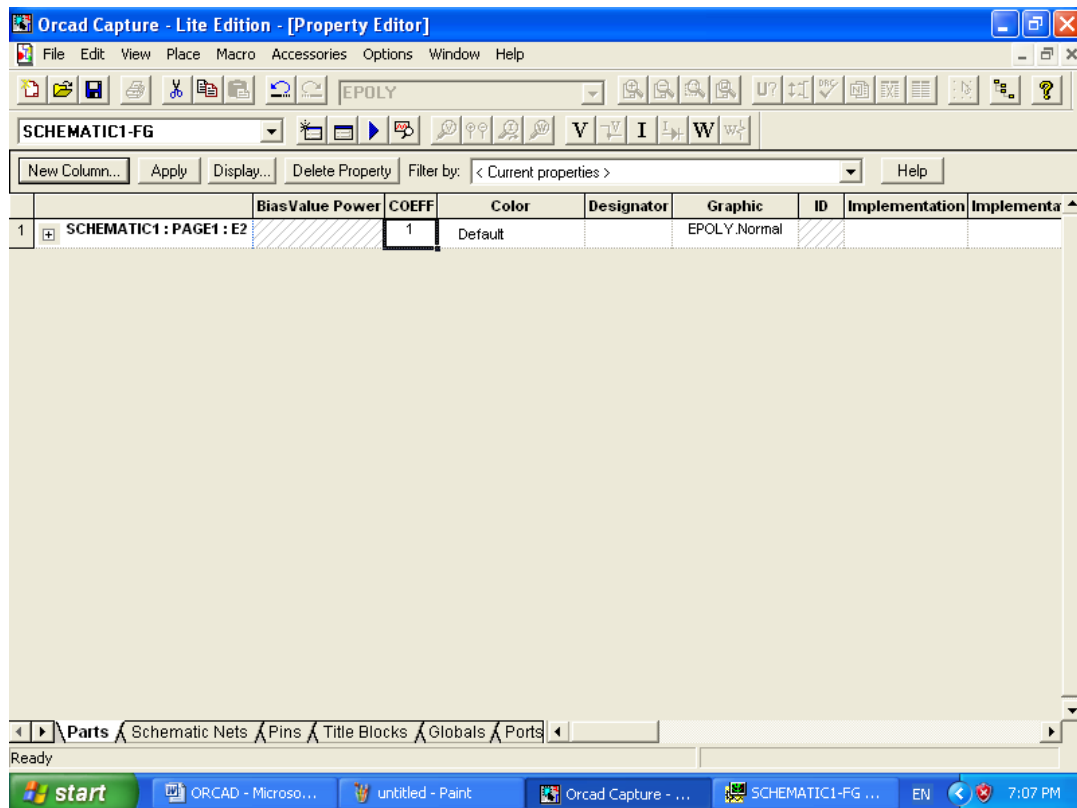 Orcad Capture - Lite Edition - [Property Editor]
File Edit View Place Macro Accessories Options Window Help
EPOLY U?
SCHEMATIC1-FG V I W
New Column... Apply Display... Delete Property Filter by: < Current properties > Help
BiasValue Power COEFF Color Designator Graphic ID Implementation Implementa
1 SCHEMATIC1 : PAGE1 : E2 1 Default EPOLY.Normal
Parts Schematic Nets Pins Title Blocks Globals Ports
Ready
start ORCAD - Microso... untitled - Paint Orcad Capture - ... SCHEMATIC1-FG ... EN 7:07 PM